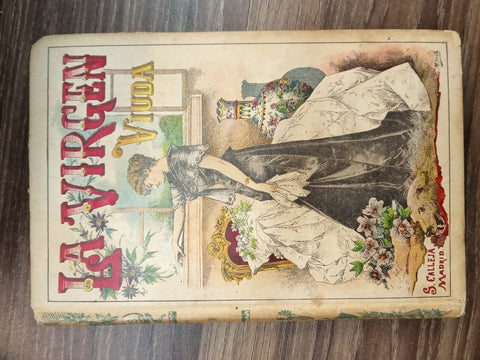 LA VIRGEN
VIUDA
S. CALLEJA
MADRID.